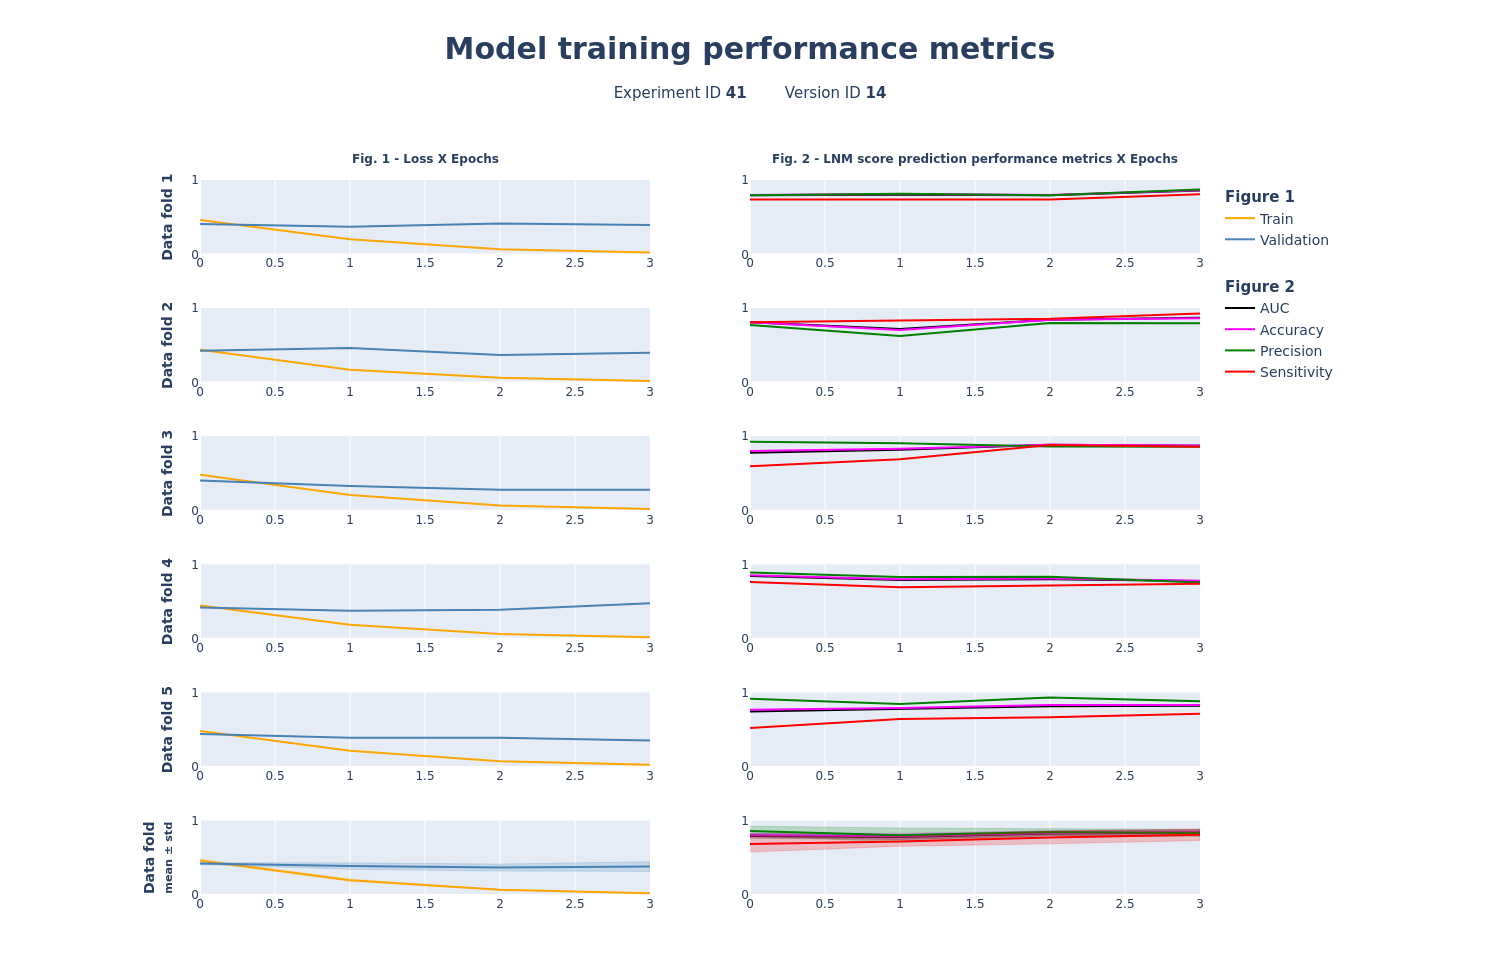 Model training performance metrics
Experiment ID 41 Version ID 14
Fig. 1 - Loss X Epochs
Fig. 2 - LNM score prediction performance metrics X Epochs
Data fold 1
1
0
0 0.5 1 1.5 2 2.5 3
1
0
0 0.5 1 1.5 2 2.5 3
Figure 1
Train
Validation
Figure 2
AUC
Accuracy
Precision
Sensitivity
Data fold 2
1
0
0 0.5 1 1.5 2 2.5 3
1
0
0 0.5 1 1.5 2 2.5 3
Data fold 3
1
0
0 0.5 1 1.5 2 2.5 3
1
0
0 0.5 1 1.5 2 2.5 3
Data fold 4
1
0
0 0.5 1 1.5 2 2.5 3
1
0
0 0.5 1 1.5 2 2.5 3
Data fold 5
1
0
0 0.5 1 1.5 2 2.5 3
1
0
0 0.5 1 1.5 2 2.5 3
Data fold
mean ± std
1
0
0 0.5 1 1.5 2 2.5 3
1
0
0 0.5 1 1.5 2 2.5 3